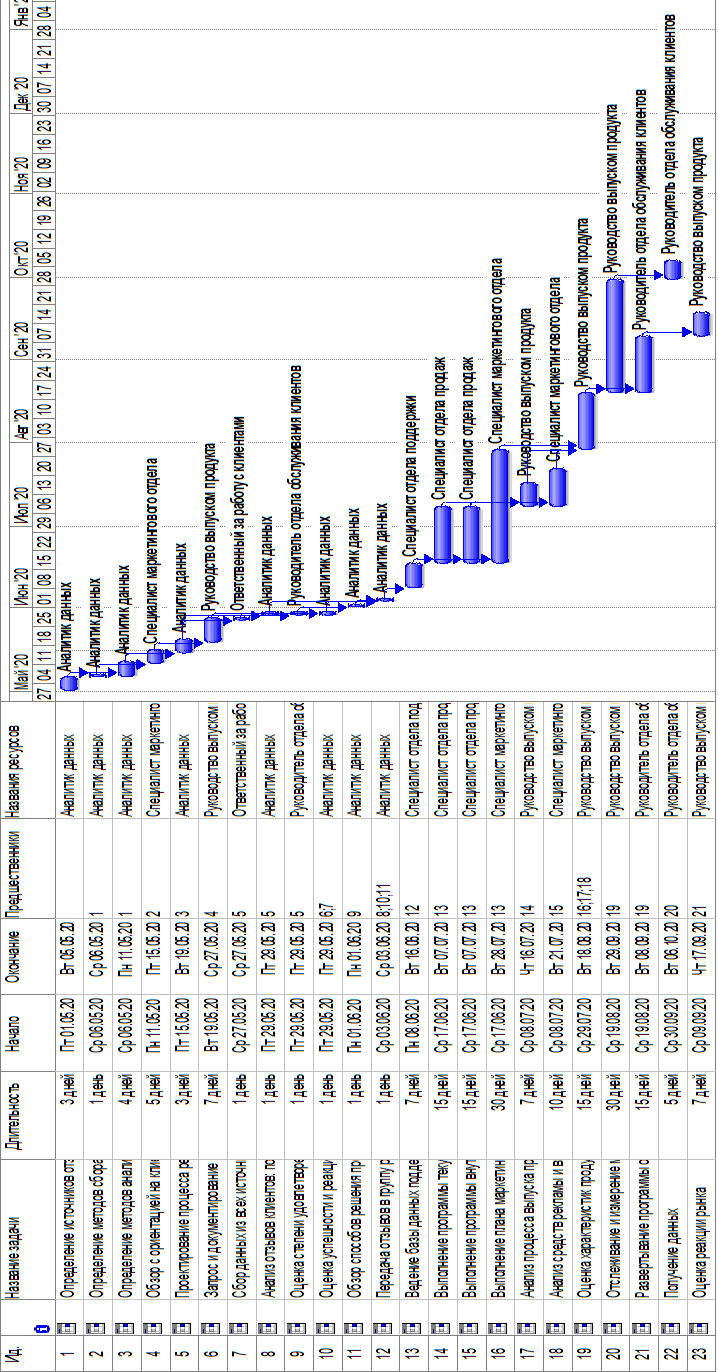 Ид. Название задачи Длительность Начало Окончание Предшественники Названия ресурсов
Май '20 Июн '20 Июл '20 Авг '20 Сен '20 Окт '20 Ноя '20 Дек '20 Янв '2
27 04 11 18 25 01 08 15 22 29 06 13 20 27 03 10 17 24 31 07 14 21 28 05 12 19 26 02 09 16 23 30 07 14 21 28 04
1 Определение источников отз 3 дней Пт 01.05.20 Вт 05.05.20 Аналитик данных Аналитик данных
2 Определение методов сбора 1 день Ср 06.05.20 Ср 06.05.20 1 Аналитик данных Аналитик данных
3 Определение методов анали 4 дней Ср 06.05.20 Пн 11.05.20 1 Аналитик данных Аналитик данных
4 Обзор с ориентацией на клие 5 дней Пн 11.05.20 Пт 15.05.20 2 Специалист маркетинго Специалист маркетингового отдела
5 Проектирование процесса ре 3 дней Пт 15.05.20 Вт 19.05.20 3 Аналитик данных Аналитик данных
6 Запрос и документирование 7 дней Вт 19.05.20 Ср 27.05.20 4 Руководство выпуском Руководство выпуском продукта
7 Сбор данных из всех источни 1 день Ср 27.05.20 Ср 27.05.20 5 Ответственный за рабо Ответственный за работу с клиентами
8 Анализ отзывов клиентов: по 1 день Пт 29.05.20 Пт 29.05.20 5 Аналитик данных Аналитик данных
9 Оценка степени удовлетворе 1 день Пт 29.05.20 Пт 29.05.20 5 Руководитель отдела об Руководитель отдела обслуживания клиентов
10 Оценка успешности и реакци 1 день Пт 29.05.20 Пт 29.05.20 6;7 Аналитик данных Аналитик данных
11 Обзор способов решения пр 1 день Пн 01.06.20 Пн 01.06.20 9 Аналитик данных Аналитик данных
12 Передача отзывов в группу р 1 день Ср 03.06.20 Ср 03.06.20 8;10;11 Аналитик данных Аналитик данных
13 Ведение базы данных подде 7 дней Пн 08.06.20 Вт 16.06.20 12 Специалист отдела под Специалист отдела поддержки
14 Выполнение программы теку 15 дней Ср 17.06.20 Вт 07.07.20 13 Специалист отдела про Специалист отдела продаж
15 Выполнение программы внут 15 дней Ср 17.06.20 Вт 07.07.20 13 Специалист отдела про Специалист отдела продаж
16 Выполнение плана маркетин 30 дней Ср 17.06.20 Вт 28.07.20 13 Специалист маркетинго Специалист маркетингового отдела
17 Анализ процесса выпуска пр 7 дней Ср 08.07.20 Чт 16.07.20 14 Руководство выпуском Руководство выпуском продукта
18 Анализ средств рекламы и в 10 дней Ср 08.07.20 Вт 21.07.20 15 Специалист маркетинго Специалист маркетингового отдела
19 Оценка характеристик проду 15 дней Ср 29.07.20 Вт 18.08.20 16;17;18 Руководство выпуском Руководство выпуском продукта
20 Отслеживание и измерение м 30 дней Ср 19.08.20 Вт 29.09.20 19 Руководство выпуском Руководство выпуском продукта
21 Развертывание программы о 15 дней Ср 19.08.20 Вт 08.09.20 19 Руководитель отдела об Руководитель отдела обслуживания клиентов
22 Получение данных 5 дней Ср 30.09.20 Вт 06.10.20 20 Руководитель отдела об Руководитель отдела обслуживания клиентов
23 Оценка реакции рынка 7 дней Ср 09.09.20 Чт 17.09.20 21 Руководство выпуском Руководство выпуском продукта